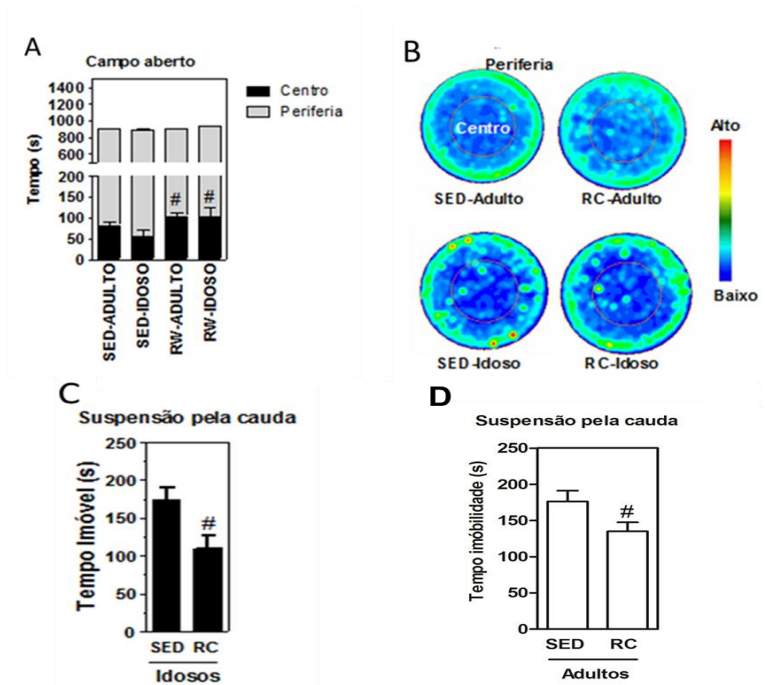 A
Campo aberto
Centro
Periferia
Tempo (s)
1400
1200
1000
800
600
200
150
100
50
0
# #
SED-ADULTO
SED-IDOSO
RW-ADULTO
RW-IDOSO
B
Periferia
Centro
SED-Adulto
RC-Adulto
SED-Idoso
RC-Idoso
Alto
Baixo
C
Suspensão pela cauda
Tempo Imóvel (s)
250
200
150
100
50
0
#
SED RC
Idosos
D
Suspensão pela cauda
Tempo imóbilidade (s)
250
200
150
100
50
0
#
SED RC
Adultos